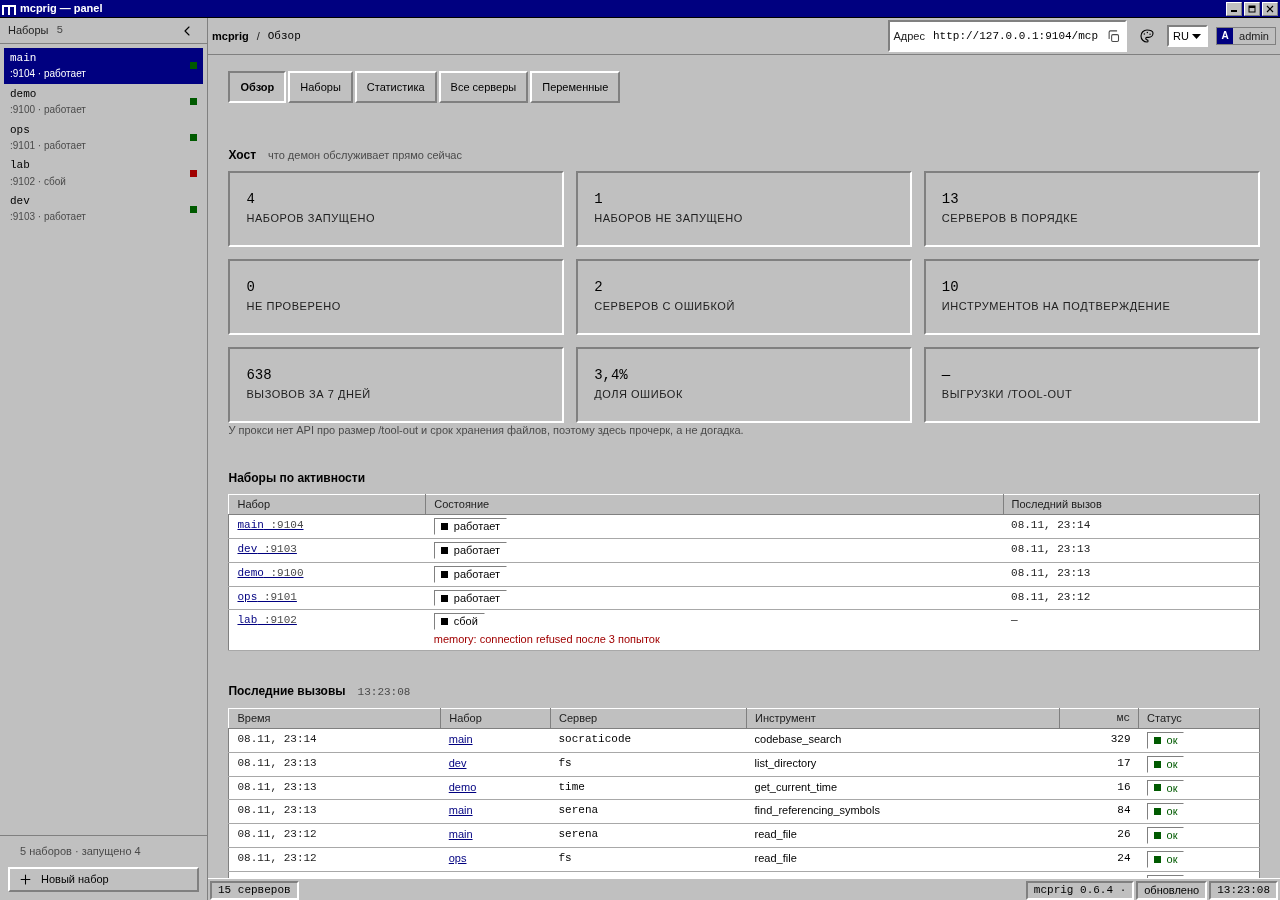 mcprig — panel
Наборы 5
main
:9104 · работает
demo
:9100 · работает
ops
:9101 · работает
lab
:9102 · сбой
dev
:9103 · работает
5 наборов · запущено 4
Новый набор
mcprig / Обзор
Адрес http://127.0.0.1:9104/mcp
RU
A admin
Обзор Наборы Статистика Все серверы Переменные
Хост что демон обслуживает прямо сейчас
4
НАБОРОВ ЗАПУЩЕНО
1
НАБОРОВ НЕ ЗАПУЩЕНО
13
СЕРВЕРОВ В ПОРЯДКЕ
0
НЕ ПРОВЕРЕНО
2
СЕРВЕРОВ С ОШИБКОЙ
10
ИНСТРУМЕНТОВ НА ПОДТВЕРЖДЕНИЕ
638
ВЫЗОВОВ ЗА 7 ДНЕЙ
3,4%
ДОЛЯ ОШИБОК
—
ВЫГРУЗКИ /TOOL-OUT
У прокси нет API про размер /tool-out и срок хранения файлов, поэтому здесь прочерк, а не догадка.
Наборы по активности
Набор Состояние Последний вызов
main :9104 работает 08.11, 23:14
dev :9103 работает 08.11, 23:13
demo :9100 работает 08.11, 23:13
ops :9101 работает 08.11, 23:12
lab :9102 сбой —
memory: connection refused после 3 попыток
Последние вызовы 13:23:08
Время Набор Сервер Инструмент мс Статус
08.11, 23:14 main socraticode codebase_search 329 ок
08.11, 23:13 dev fs list_directory 17 ок
08.11, 23:13 demo time get_current_time 16 ок
08.11, 23:13 main serena find_referencing_symbols 84 ок
08.11, 23:12 main serena read_file 26 ок
08.11, 23:12 ops fs read_file 24 ок
15 серверов
mcprig 0.6.4 · обновлено 13:23:08